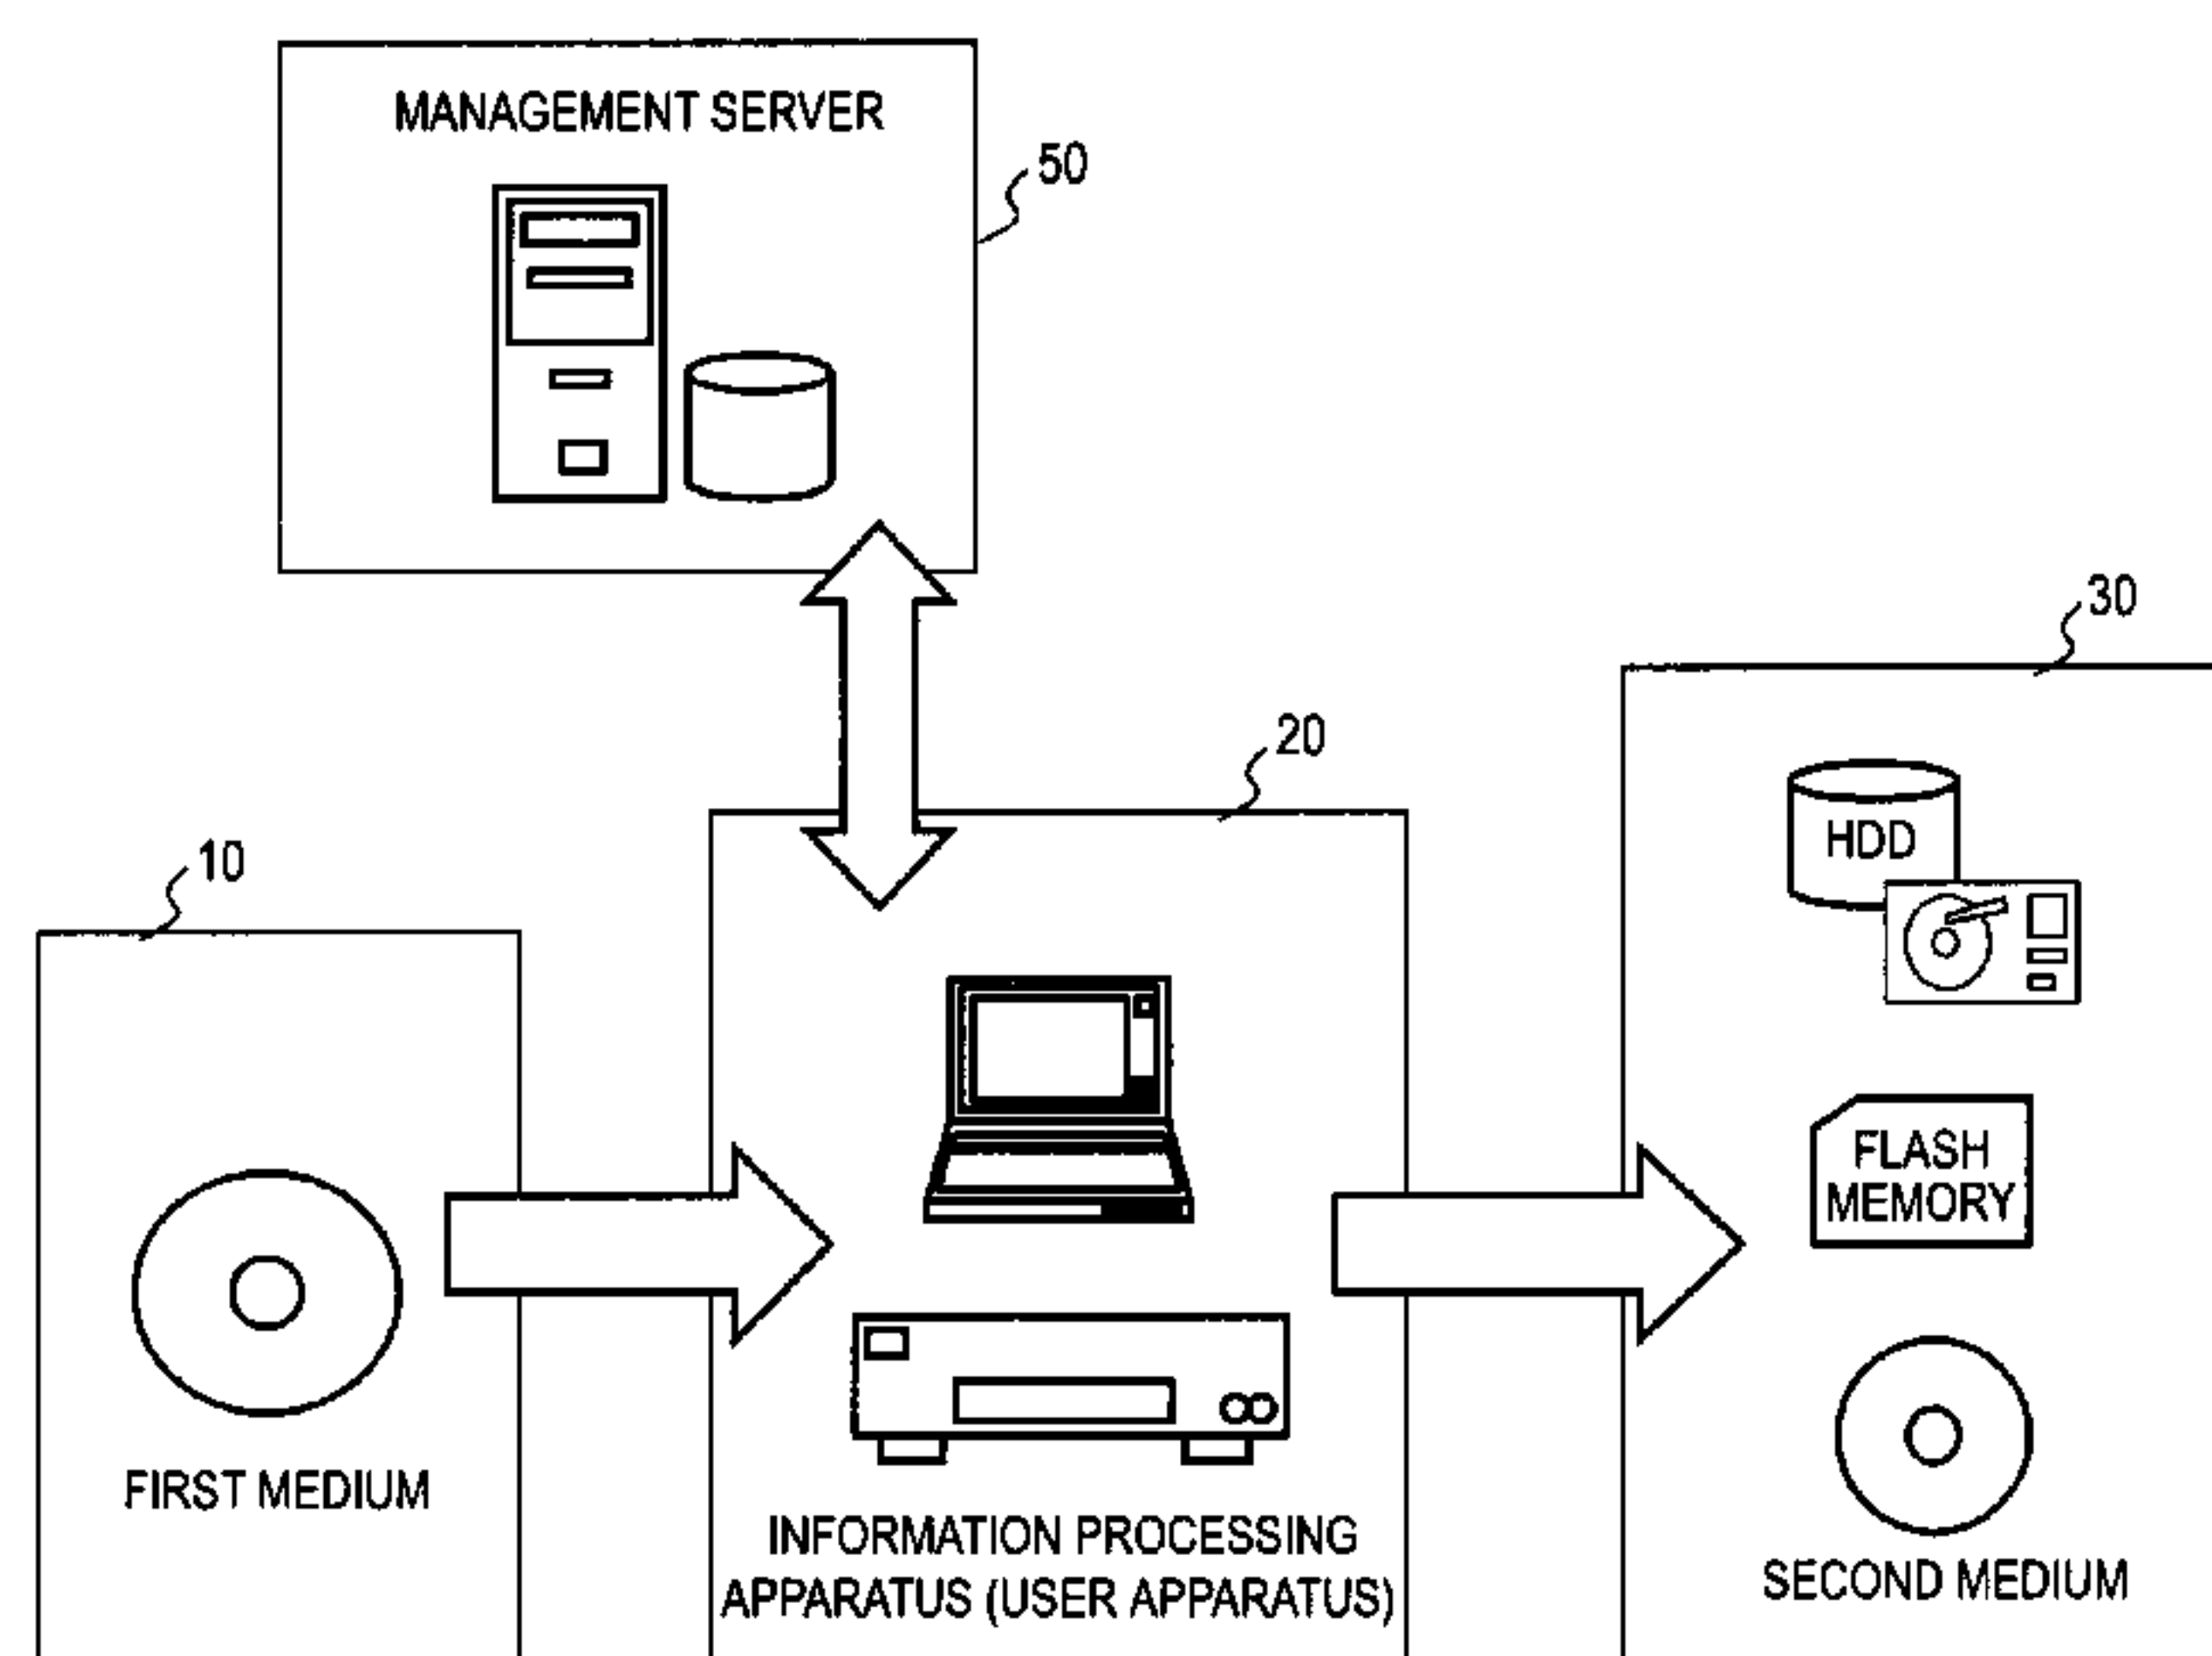 MANAGEMENT SERVER
50
30
20
10
HDD
FLASH
MEMORY
FIRST MEDIUM
INFORMATION PROCESSING
APPARATUS (USER APPARATUS)
SECOND MEDIUM